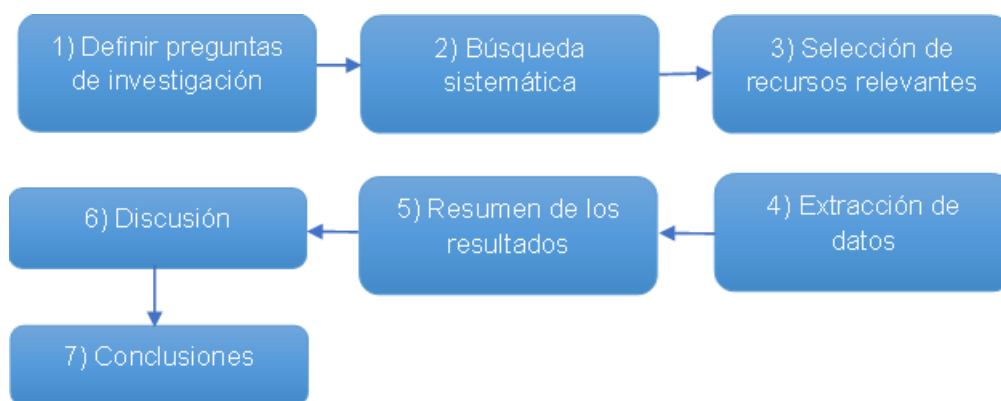 1) Definir preguntas
de investigación
2) Búsqueda
sistemática
3) Selección de
recursos relevantes
4) Extracción de
datos
5) Resumen de los
resultados
6) Discusión
7) Conclusiones